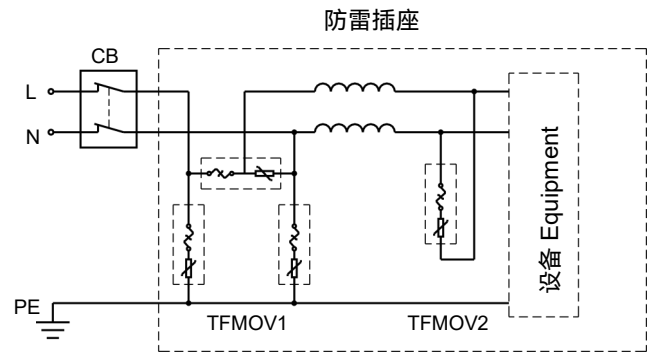 防雷插座
CB
L
N
设备 Equipment
PE
TFMOV1
TFMOV2